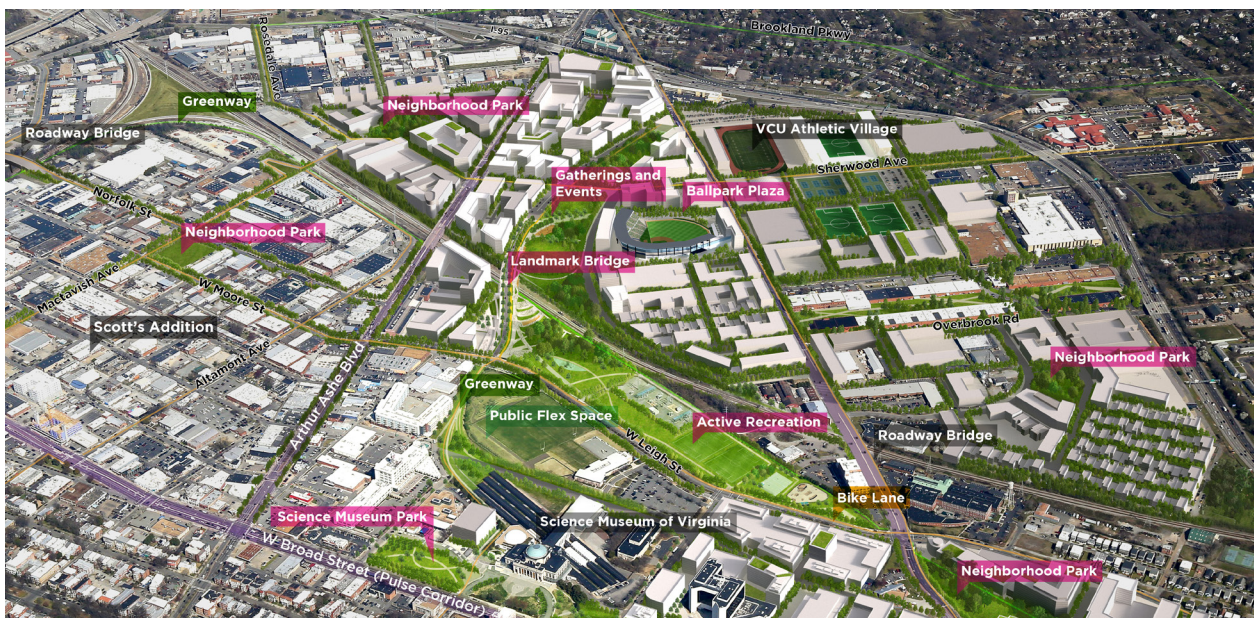 Rosedale Ave
I-95
Brookland Pkwy
Greenway
Neighborhood Park
Roadway Bridge
VCU Athletic Village
Sherwood Ave
Gatherings and
Events
Ballpark Plaza
Norfolk St
Neighborhood Park
Landmark Bridge
Mactavish Ave
W Moore St
Scott's Addition
Overbrook Rd
Altamont Ave
Neighborhood Park
Arthur Ashe Blvd
Greenway
Public Flex Space
Active Recreation
W Leigh St
Roadway Bridge
Bike Lane
Science Museum Park
Science Museum of Virginia
W Broad Street (Pulse Corridor)
Neighborhood Park